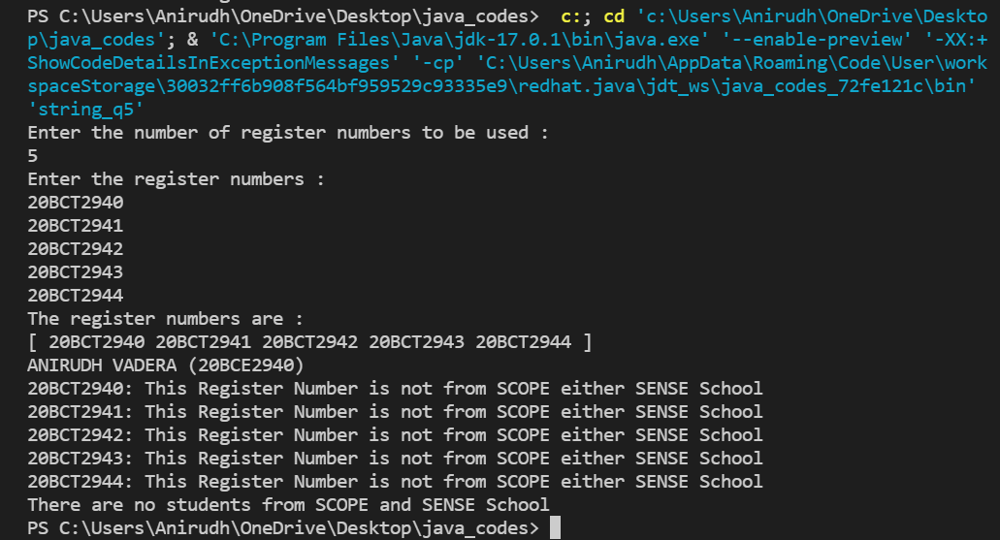 PS C:\Users\Anirudh\OneDrive\Desktop\java_codes>  c:; cd 'c:\Users\Anirudh\OneDrive\Deskto
p\java_codes'; & 'C:\Program Files\Java\jdk-17.0.1\bin\java.exe' '--enable-preview' '-XX:+
ShowCodeDetailsInExceptionMessages' '-cp' 'C:\Users\Anirudh\AppData\Roaming\Code\User\work
spaceStorage\30032ff6b908f564bf959529c93335e9\redhat.java\jdt_ws\java_codes_72fe121c\bin'
'string_q5'
Enter the number of register numbers to be used :
5
Enter the register numbers :
20BCT2940
20BCT2941
20BCT2942
20BCT2943
20BCT2944
The register numbers are :
[ 20BCT2940 20BCT2941 20BCT2942 20BCT2943 20BCT2944 ]
ANIRUDH VADERA (20BCE2940)
20BCT2940: This Register Number is not from SCOPE either SENSE School
20BCT2941: This Register Number is not from SCOPE either SENSE School
20BCT2942: This Register Number is not from SCOPE either SENSE School
20BCT2943: This Register Number is not from SCOPE either SENSE School
20BCT2944: This Register Number is not from SCOPE either SENSE School
There are no students from SCOPE and SENSE School
PS C:\Users\Anirudh\OneDrive\Desktop\java_codes>